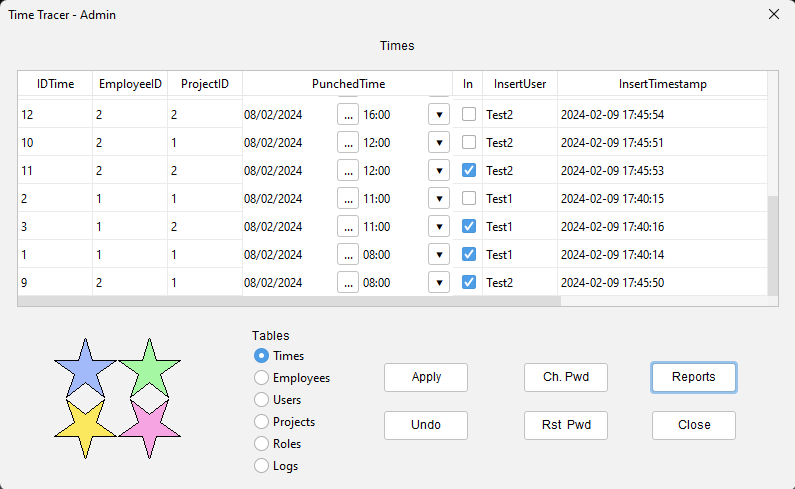 Time Tracer - Admin
Times
IDTime EmployeeID ProjectID PunchedTime In InsertUser InsertTimestamp
12 2 2 08/02/2024 ... 16:00 Test2 2024-02-09 17:45:54
10 2 1 08/02/2024 ... 12:00 Test2 2024-02-09 17:45:51
11 2 2 08/02/2024 ... 12:00 Test2 2024-02-09 17:45:53
2 1 1 08/02/2024 ... 11:00 Test1 2024-02-09 17:40:15
3 1 2 08/02/2024 ... 11:00 Test1 2024-02-09 17:40:16
1 1 1 08/02/2024 ... 08:00 Test1 2024-02-09 17:40:14
9 2 1 08/02/2024 ... 08:00 Test2 2024-02-09 17:45:50
Tables
Times
Employees
Users
Projects
Roles
Logs
Apply Ch. Pwd Reports
Undo Rst Pwd Close